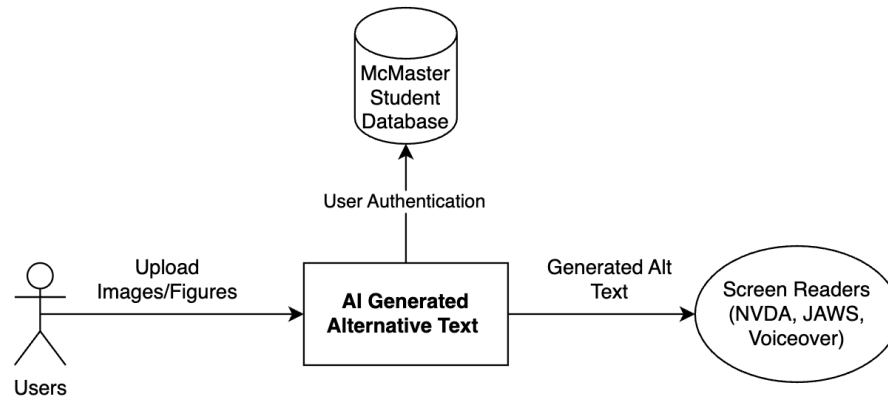 McMaster
Student
Database
User Authentication
Upload
Images/Figures
AI Generated
Alternative Text
Generated Alt
Text
Screen Readers
(NVDA, JAWS,
Voiceover)
Users